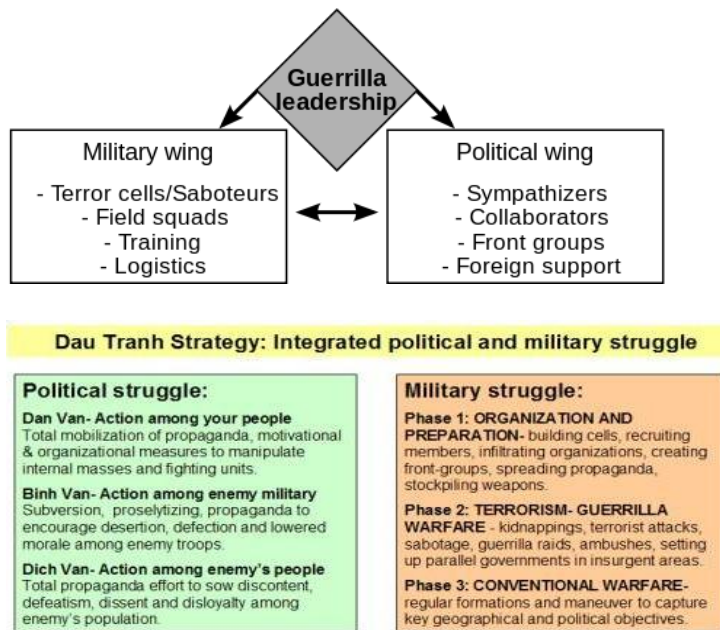 Guerrilla
leadership
Military wing
- Terror cells/Saboteurs
- Field squads
- Training
- Logistics
Political wing
- Sympathizers
- Collaborators
- Front groups
- Foreign support
Dau Tranh Strategy: Integrated political and military struggle
Political struggle:
Dan Van- Action among your people
Total mobilization of propaganda, motivational
& organizational measures to manipulate
internal masses and fighting units.
Binh Van- Action among enemy military
Subversion, proselytizing, propaganda to
encourage desertion, defection and lowered
morale among enemy troops.
Dich Van- Action among enemy's people
Total propaganda effort to sow discontent,
defeatism, dissent and disloyalty among
enemy's population.
Military struggle:
Phase 1: ORGANIZATION AND
PREPARATION- building cells, recruiting
members, infiltrating organizations, creating
front-groups, spreading propaganda,
stockpiling weapons.
Phase 2: TERRORISM- GUERRILLA
WARFARE - kidnappings, terrorist attacks,
sabotage, guerrilla raids, ambushes, setting
up parallel governments in insurgent areas.
Phase 3: CONVENTIONAL WARFARE-
regular formations and maneuver to capture
key geographical and political objectives.